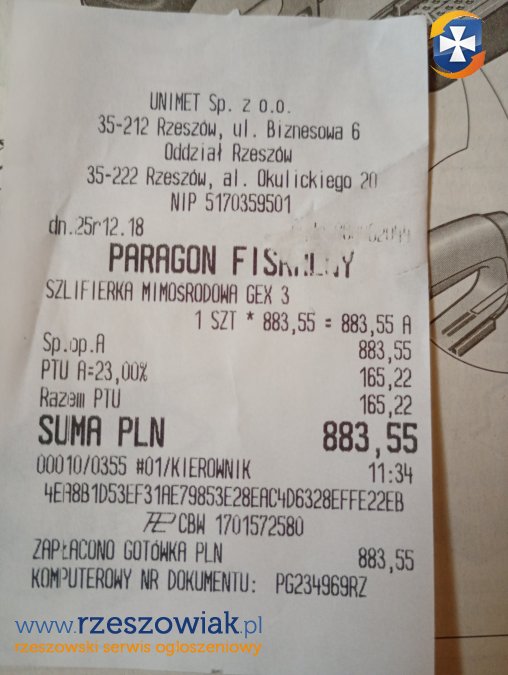 UNIMET Sp. z o.o.
35-212 Rzeszów, ul. Biznesowa 6
Oddział Rzeszów
35-222 Rzeszów, al. Okulickiego 20
NIP 5170359501
dn.25r12.18
PARAGON FISKALNY
SZLIFIERKA MIMOSRODOWA GEX 3
1 SZT * 883,55 = 883,55 A
Sp.op.A 883,55
PTU A=23,00% 165,22
Razem PTU 165,22
SUMA PLN 883,55
00010/0355 #01/KIEROWNIK 11:34
4EA8B1D53EF31AE79853E28EAC4D6328EFFE22EB
CBW 1701572580
ZAPŁACONO GOTÓWKA PLN 883,55
KOMPUTEROWY NR DOKUMENTU: PG234969RZ
www.rzeszowiak.pl
rzeszowski serwis ogłoszeniowy